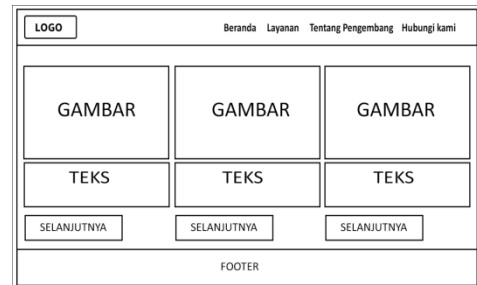 LOGO Beranda Layanan Tentang Pengembang Hubungi kami
GAMBAR GAMBAR GAMBAR
TEKS TEKS TEKS
SELANJUTNYA SELANJUTNYA SELANJUTNYA
FOOTER